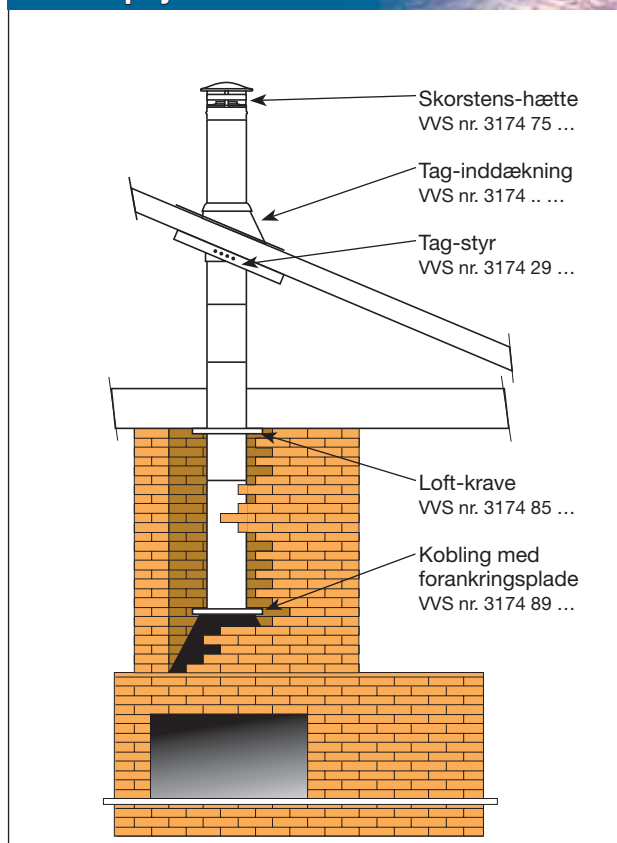 Skorstens-hætte
VVS nr. 3174 75 ...
Tag-inddækning
VVS nr. 3174 .. ...
Tag-styr
VVS nr. 3174 29 ...
Loft-krave
VVS nr. 3174 85 ...
Kobling med
forankringsplade
VVS nr. 3174 89 ...